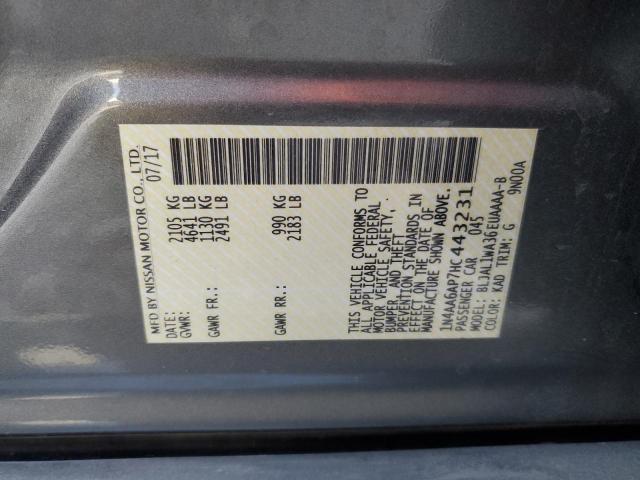 MFD BY NISSAN MOTOR CO., LTD.
DATE: 07/17
GVWR: 2105 KG
4641 LB
GAWR FR: 1130 KG
2491 LB
GAWR RR: 990 KG
2183 LB
THIS VEHICLE CONFORMS TO
ALL APPLICABLE FEDERAL
MOTOR VEHICLE SAFETY,
BUMPER, AND THEFT
PREVENTION STANDARDS IN
EFFECT ON THE DATE OF
MANUFACTURE SHOWN ABOVE.
1N4AA6AP7HC443231
PASSENGER CAR 045
MODEL: BLJALLWA36EUAAAA-B
COLOR: KAD TRIM: G 9N00A